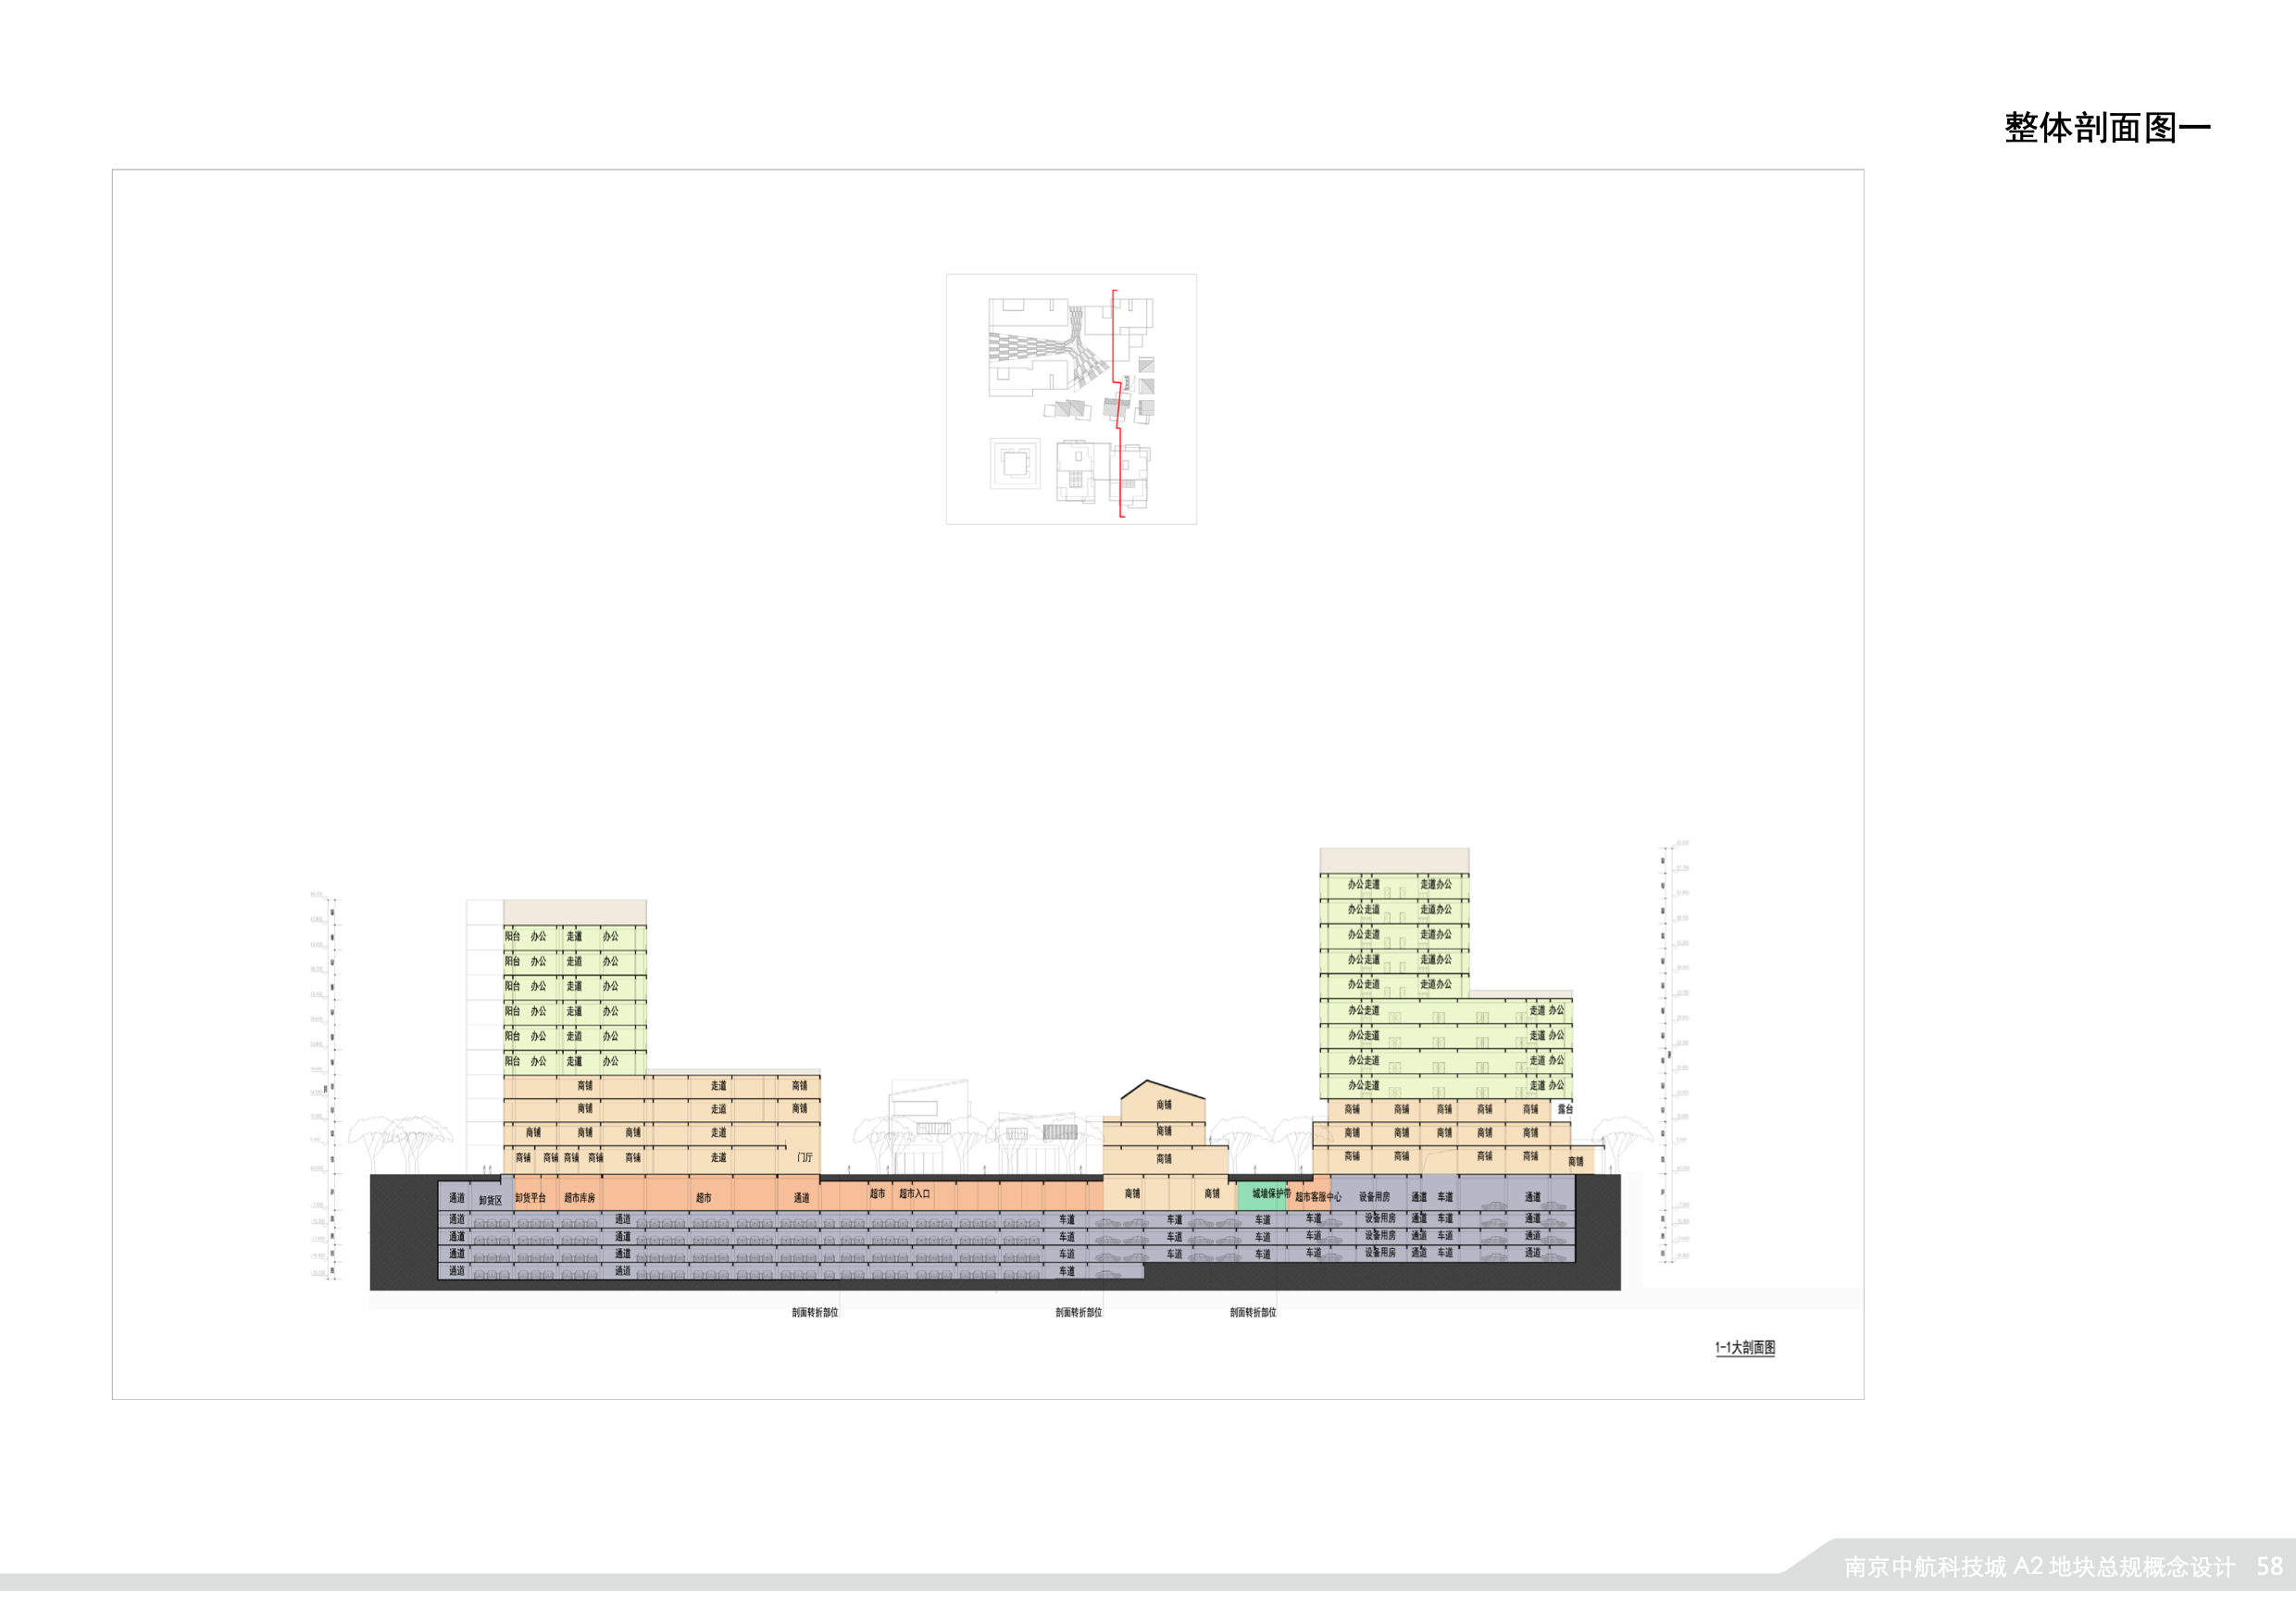 整体剖面图一
办公 走道 走道 办公
办公 走道 走道 办公
阳台 办公 走道 办公 办公 走道 走道 办公
阳台 办公 走道 办公 办公 走道 走道 办公
阳台 办公 走道 办公 办公 走道 走道 办公
阳台 办公 走道 办公 办公 走道 走道 办公
阳台 办公 走道 办公 办公 走道 走道 办公
阳台 办公 走道 办公 办公 走道 走道 办公
商铺 走道 商铺 办公 走道 走道 办公
商铺 走道 商铺 商铺 商铺 商铺 商铺 商铺 商铺 露台
商铺 商铺 商铺 走道 商铺 商铺 商铺 商铺 商铺 商铺
商铺 商铺 商铺 商铺 商铺 走道 门厅 商铺 商铺 商铺 商铺 商铺 商铺
通道 卸货区 卸货平台 超市库房 超市 通道 超市 超市入口 商铺 商铺 城墙保护带 超市客服中心 设备用房 通道 车道 通道
通道 通道 车道 车道 车道 车道 设备用房 通道 车道 通道
通道 通道 车道 车道 车道 车道 设备用房 通道 车道 通道
通道 通道 车道 车道 车道 车道 设备用房 通道 车道 通道
通道 通道 车道
剖面转折部位 剖面转折部位 剖面转折部位
1-1大剖面图
南京中航科技城 A2 地块总规概念设计 58